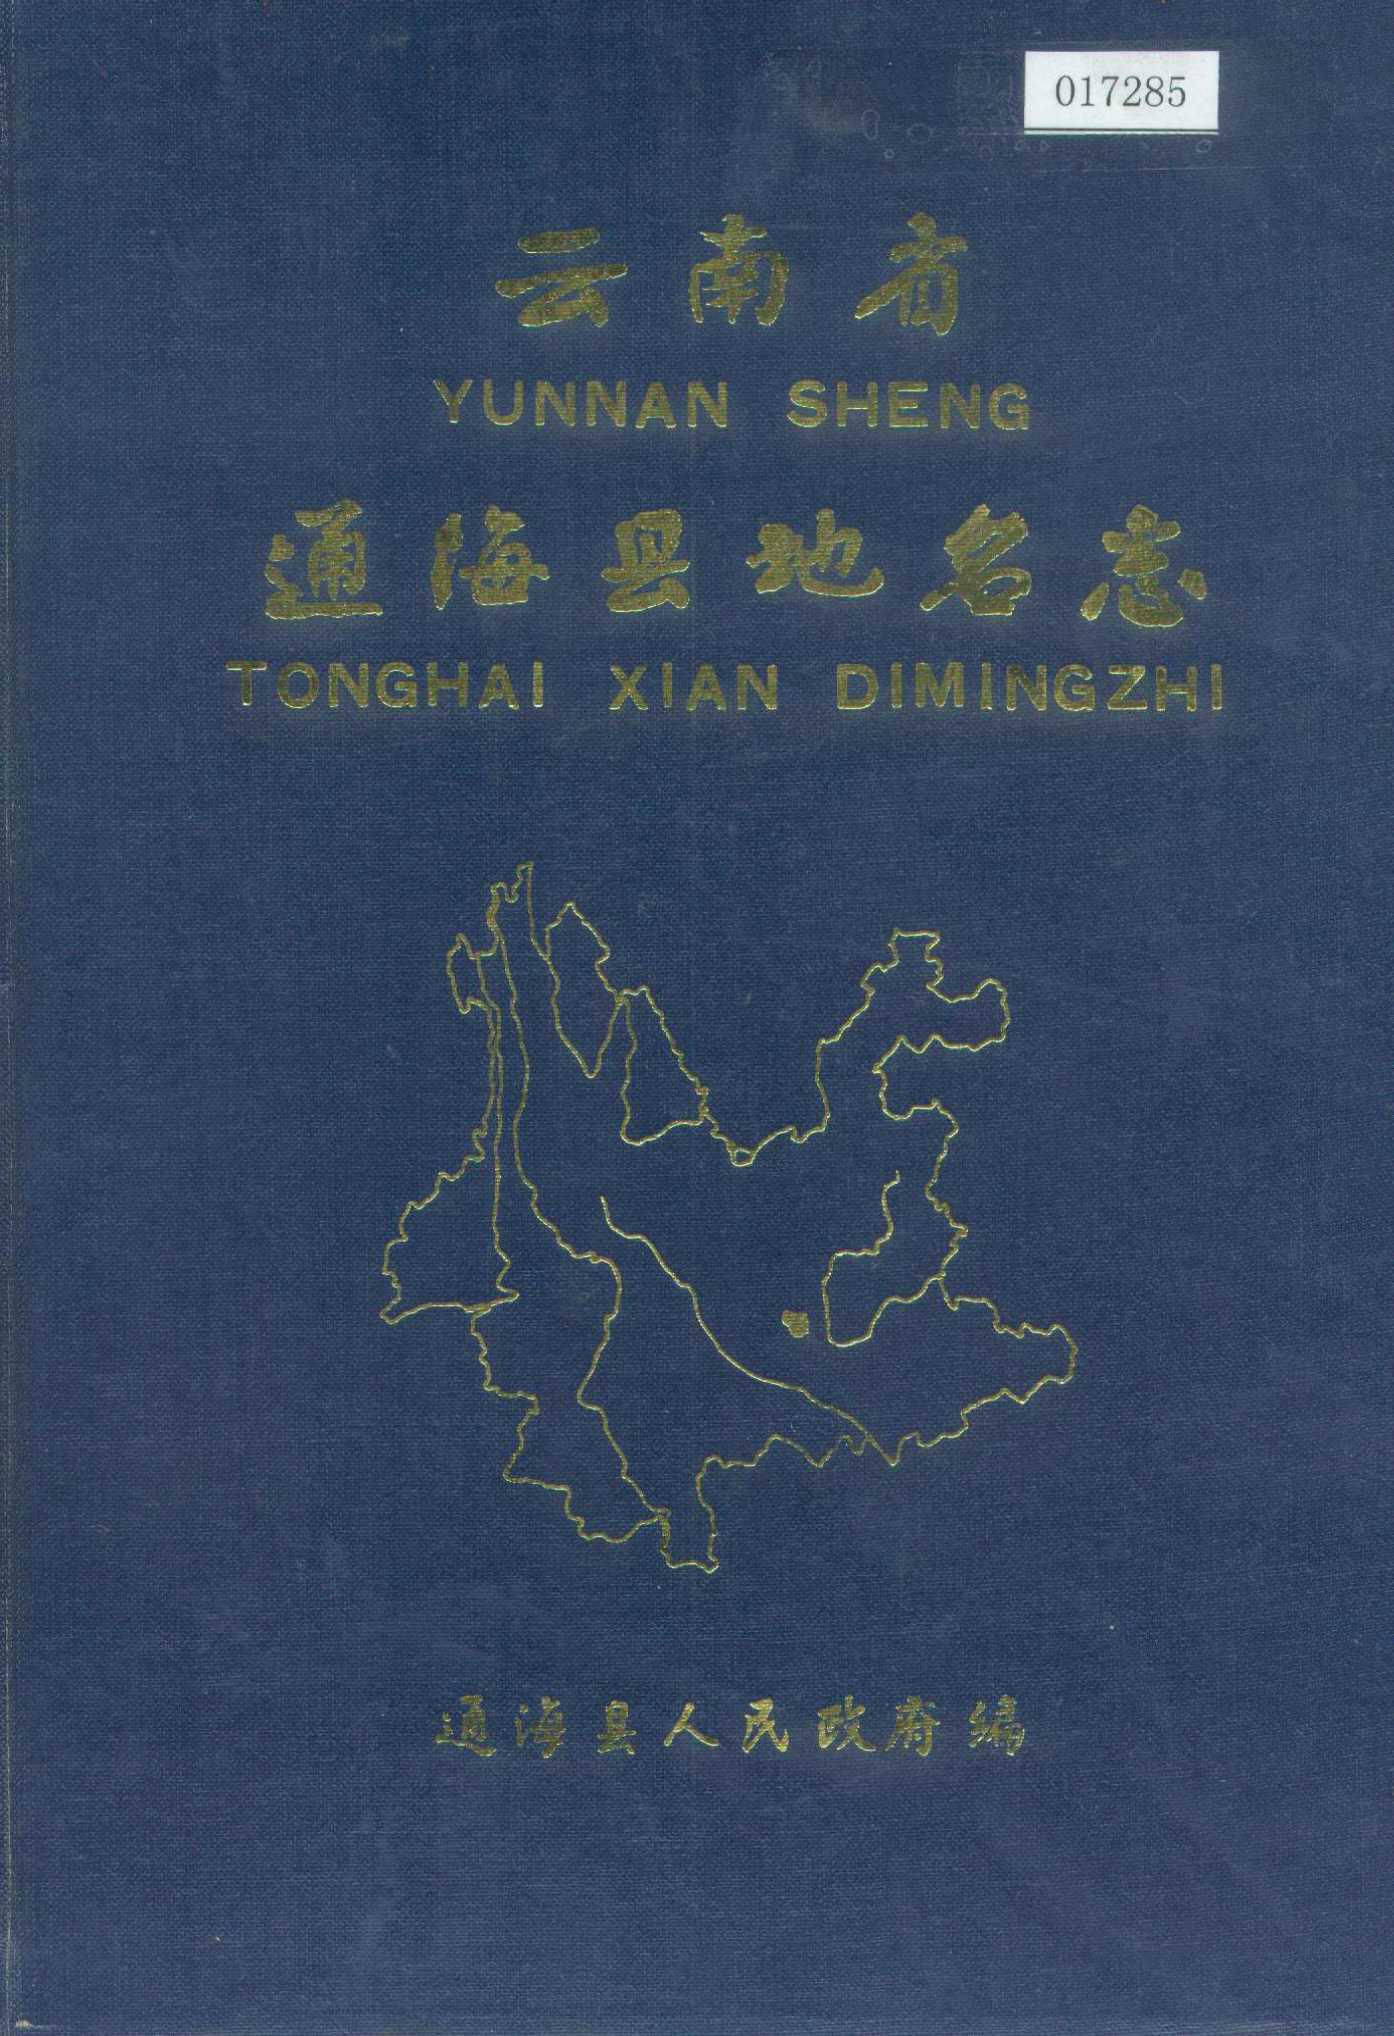 017285
云南省
YUNNAN SHENG
通海县地名志
TONGHAI XIAN DIMINGZHI
通海县人民政府编